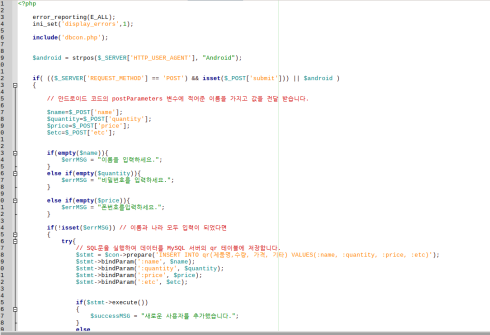 <?php
error_reporting(E_ALL);
ini_set('display_errors',1);
include('dbcon.php');
$android = strpos($_SERVER['HTTP_USER_AGENT'], "Android");
if( (($_SERVER['REQUEST_METHOD'] == 'POST') && isset($_POST['submit'])) || $android )
{
// 안드로이드 코드의 postParameters 변수에 적어준 이름을 가지고 값을 전달 받습니다.
$name=$_POST['name'];
$quantity=$_POST['quantity'];
$price=$_POST['price'];
$etc=$_POST['etc'];
if(empty($name)){
$errMSG = "이름을 입력하세요.";
}
else if(empty($quantity)){
$errMSG = "비밀번호를 입력하세요.";
}
else if(empty($price)){
$errMSG = "폰번호를입력하세요.";
}
if(!isset($errMSG)) // 이름과 나라 모두 입력이 되었다면
{
try{
// SQL문을 실행하여 데이터를 MySQL 서버의 qr 테이블에 저장합니다.
$stmt = $con->prepare('INSERT INTO qr(제품명,수량, 가격, 기타) VALUES(:name, :quantity, :price, :etc)');
$stmt->bindParam(':name', $name);
$stmt->bindParam(':quantity', $quantity);
$stmt->bindParam(':price', $price);
$stmt->bindParam(':etc', $etc);
if($stmt->execute())
{
$successMSG = "새로운 사용자를 추가했습니다.";
}
else